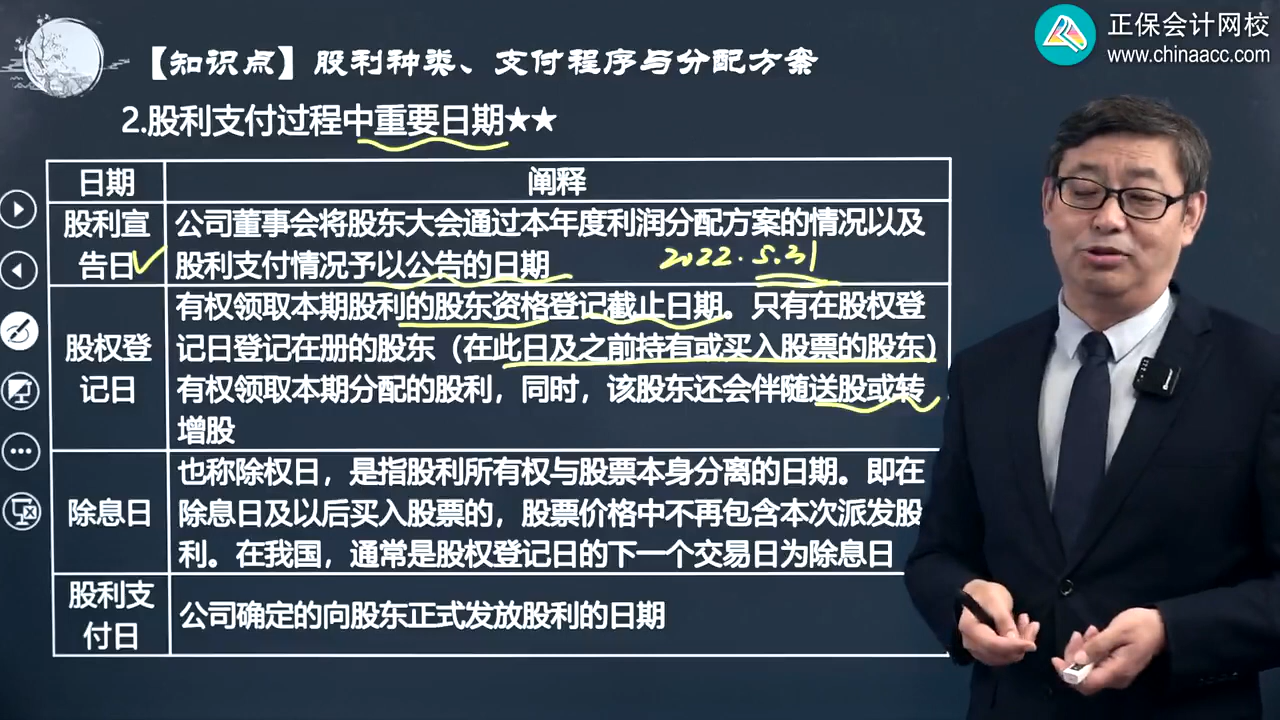 正保会计网校
www.chinaacc.com
【知识点】股利种类、支付程序与分配方案
2.股利支付过程中重要日期★★
日期
阐释
股利宣
告日
公司董事会将股东大会通过本年度利润分配方案的情况以及
股利支付情况予以公告的日期
2022.5.31
股权登
记日
有权领取本期股利的股东资格登记截止日期。只有在股权登
记日登记在册的股东（在此日及之前持有或买入股票的股东）
有权领取本期分配的股利，同时，该股东还会伴随送股或转
增股
除息日
也称除权日，是指股利所有权与股票本身分离的日期。即在
除息日及以后买入股票的，股票价格中不再包含本次派发股
利。在我国，通常是股权登记日的下一个交易日为除息日
股利支
付日
公司确定的向股东正式发放股利的日期